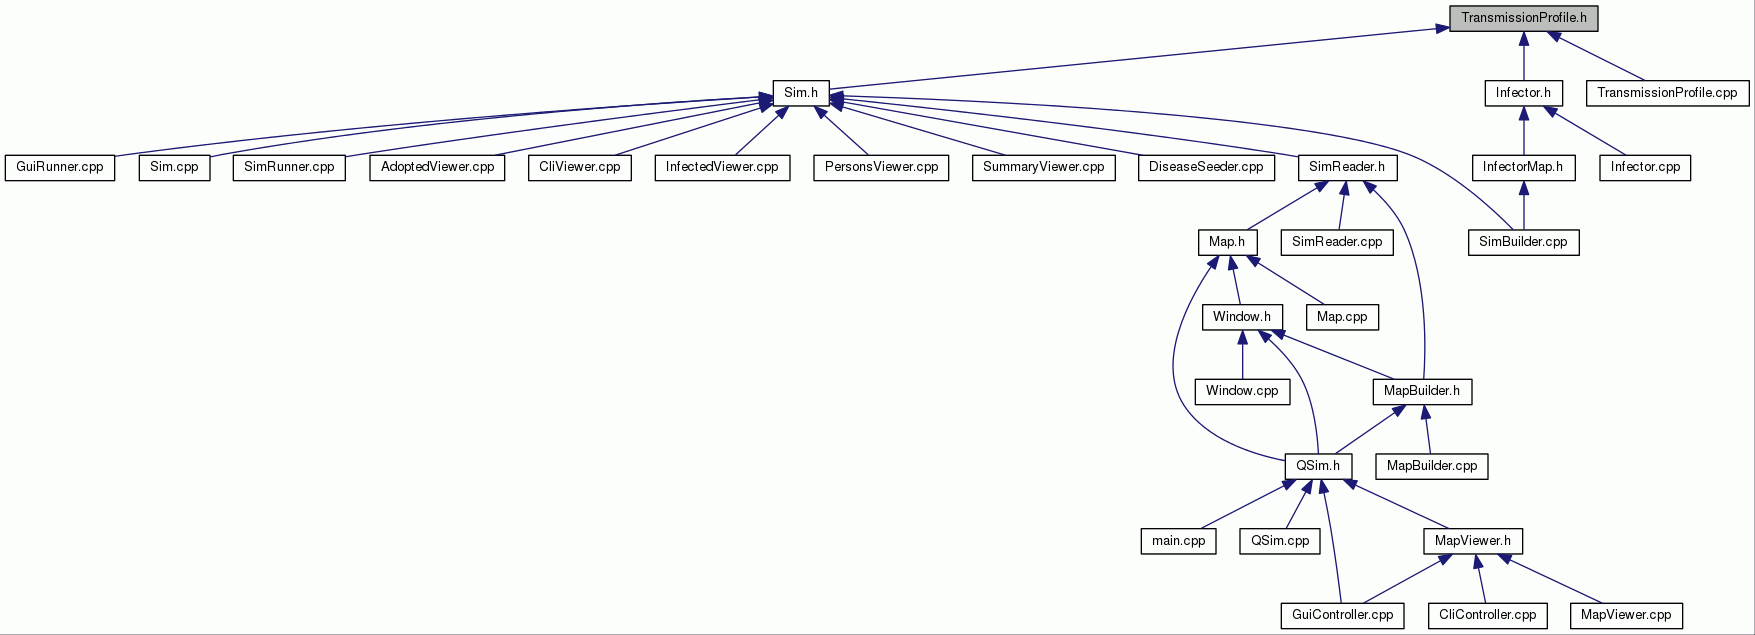 TransmissionProfile.h
Sim.h
Infector.h
TransmissionProfile.cpp
GuiRunner.cpp
Sim.cpp
SimRunner.cpp
AdoptedViewer.cpp
CliViewer.cpp
InfectedViewer.cpp
PersonsViewer.cpp
SummaryViewer.cpp
DiseaseSeeder.cpp
SimReader.h
InfectorMap.h
Infector.cpp
Map.h
SimReader.cpp
SimBuilder.cpp
Window.h
Map.cpp
Window.cpp
MapBuilder.h
QSim.h
MapBuilder.cpp
main.cpp
QSim.cpp
MapViewer.h
GuiController.cpp
CliController.cpp
MapViewer.cpp